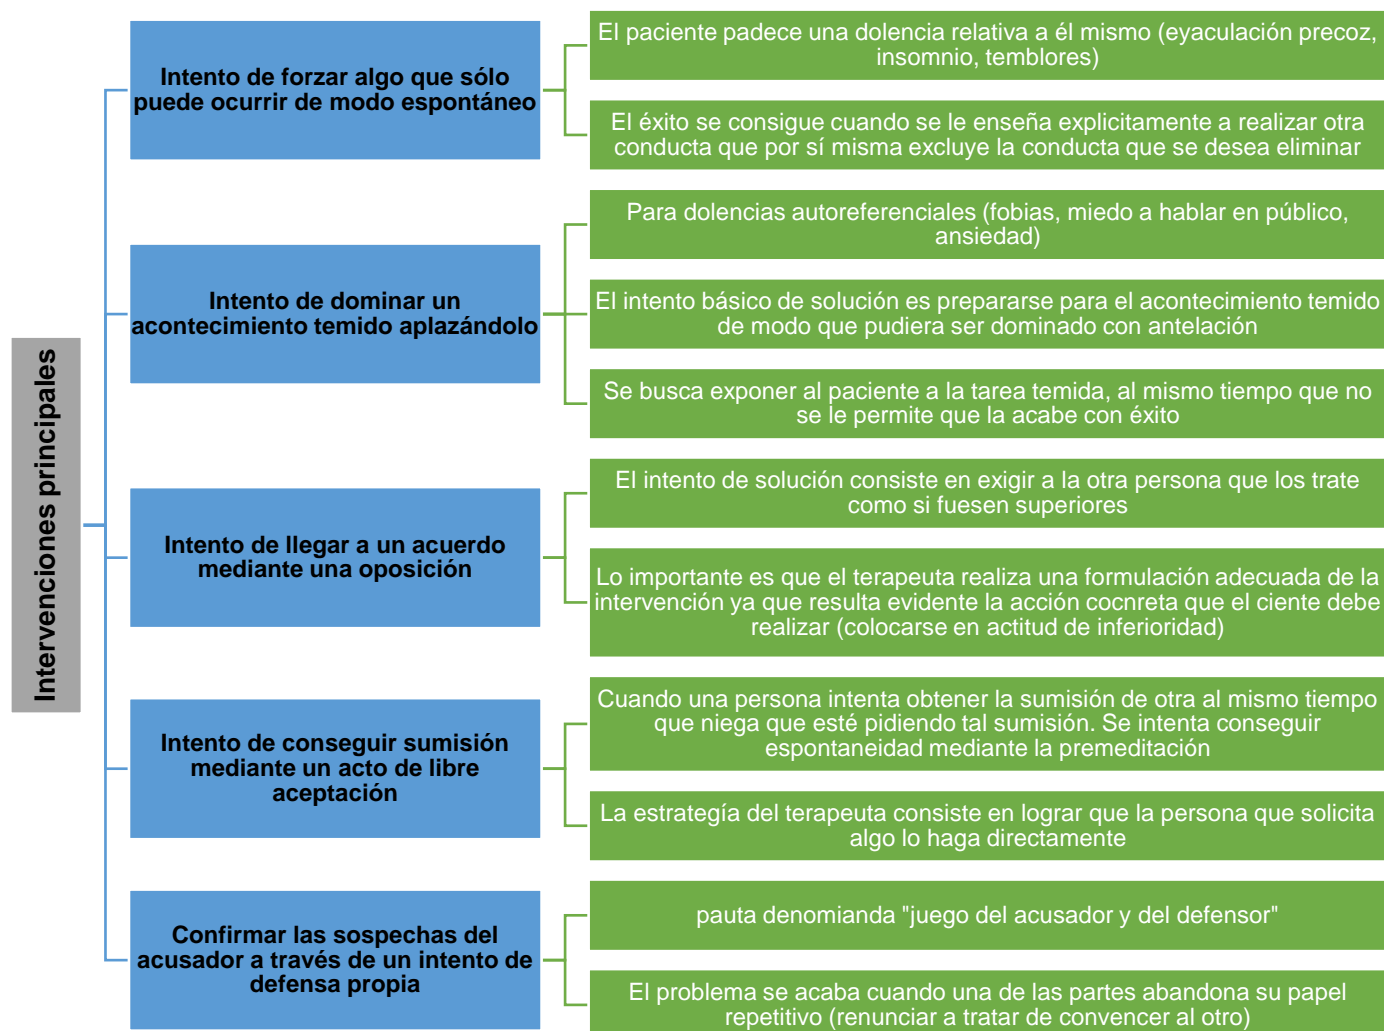 Intervenciones principales
Intento de forzar algo que sólo
puede ocurrir de modo espontáneo
El paciente padece una dolencia relativa a él mismo (eyaculación precoz,
insomnio, temblores)
El éxito se consigue cuando se le enseña explicitamente a realizar otra
conducta que por sí misma excluye la conducta que se desea eliminar
Intento de dominar un
acontecimiento temido aplazándolo
Para dolencias autoreferenciales (fobias, miedo a hablar en público,
ansiedad)
El intento básico de solución es prepararse para el acontecimiento temido
de modo que pudiera ser dominado con antelación
Se busca exponer al paciente a la tarea temida, al mismo tiempo que no
se le permite que la acabe con éxito
Intento de llegar a un acuerdo
mediante una oposición
El intento de solución consiste en exigir a la otra persona que los trate
como si fuesen superiores
Lo importante es que el terapeuta realiza una formulación adecuada de la
intervención ya que resulta evidente la acción cocnreta que el ciente debe
realizar (colocarse en actitud de inferioridad)
Intento de conseguir sumisión
mediante un acto de libre
aceptación
Cuando una persona intenta obtener la sumisión de otra al mismo tiempo
que niega que esté pidiendo tal sumisión. Se intenta conseguir
espontaneidad mediante la premeditación
La estrategía del terapeuta consiste en lograr que la persona que solicita
algo lo haga directamente
Confirmar las sospechas del
acusador a través de un intento de
defensa propia
pauta denomianda "juego del acusador y del defensor"
El problema se acaba cuando una de las partes abandona su papel
repetitivo (renunciar a tratar de convencer al otro)